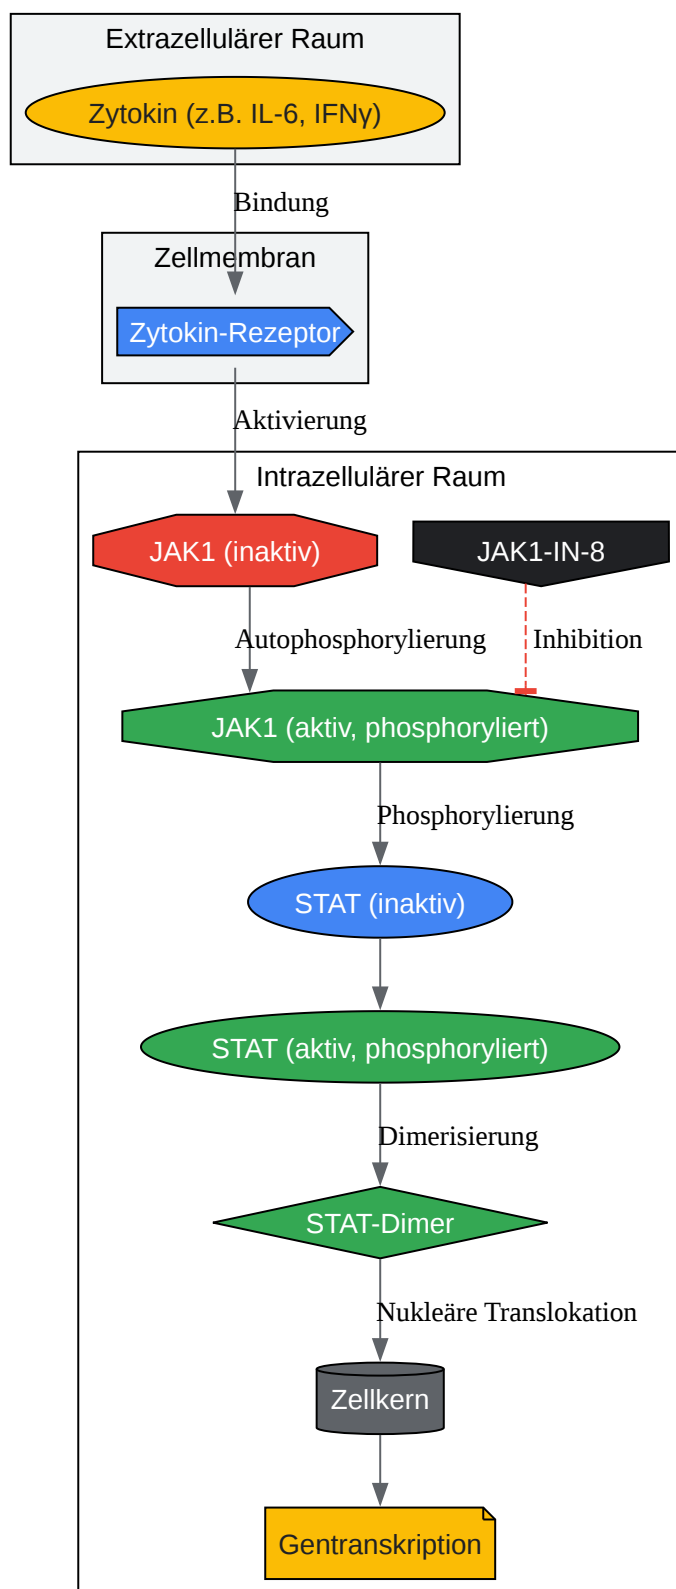 Extrazellulärer Raum
Zytokin (z.B. IL-6, IFNγ)
Bindung
Zellmembran
Zytokin-Rezeptor
Aktivierung
Intrazellulärer Raum
JAK1 (inaktiv)
JAK1-IN-8
Autophosphorylierung
Inhibition
JAK1 (aktiv, phosphoryliert)
Phosphorylierung
STAT (inaktiv)
STAT (aktiv, phosphoryliert)
Dimerisierung
STAT-Dimer
Nukleäre Translokation
Zellkern
Gentranskription